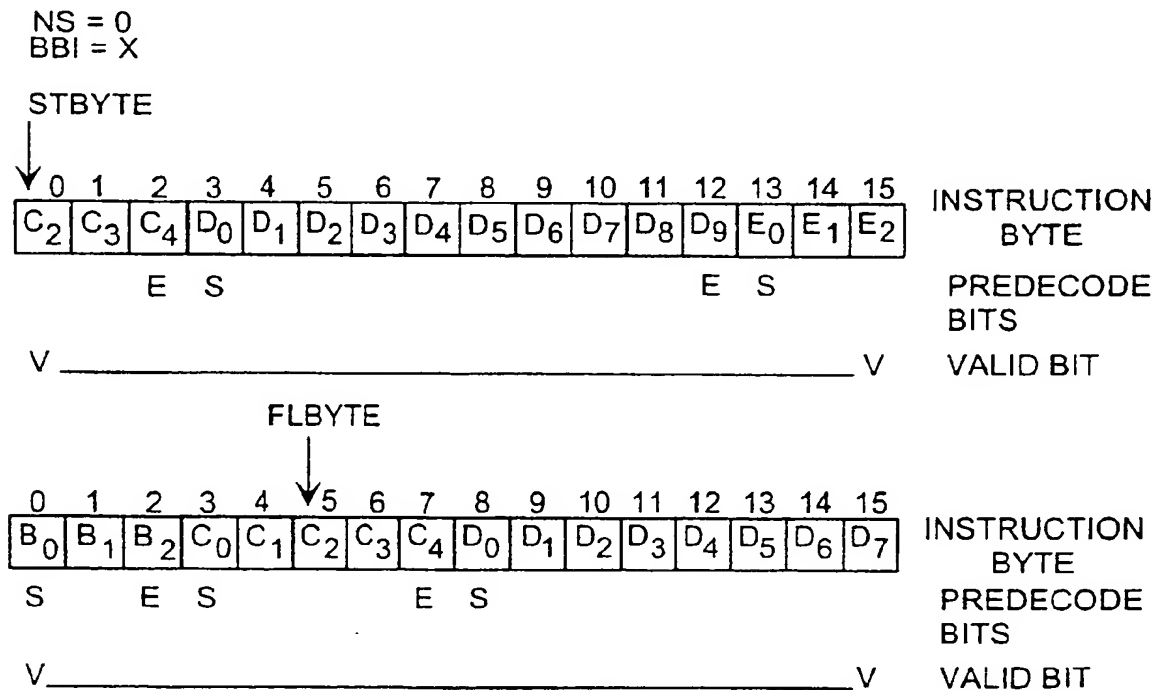 NS = 0
BBI = X
STBYTE
0 1 2 3 4 5 6 7 8 9 10 11 12 13 14 15
C2 C3 C4 D0 D1 D2 D3 D4 D5 D6 D7 D8 D9 E0 E1 E2
INSTRUCTION
BYTE
E S E S
PREDECODE
BITS
V V VALID BIT
FLBYTE
0 1 2 3 4 5 6 7 8 9 10 11 12 13 14 15
B0 B1 B2 C0 C1 C2 C3 C4 D0 D1 D2 D3 D4 D5 D6 D7
INSTRUCTION
BYTE
S E S E S
PREDECODE
BITS
V V VALID BIT